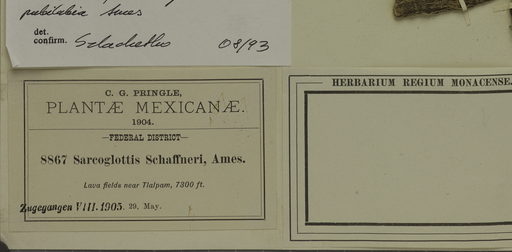 pubilabia Ames
det.
confirm. Szlachetko 08/93
C. G. PRINGLE,
PLANTÆ MEXICANÆ.
1904.
—FEDERAL DISTRICT—
8867 Sarcoglottis Schaffneri, Ames.
Lava fields near Tlalpam, 7300 ft.
Zugegangen VIII.1905. 29, May.
HERBARIUM REGIUM MONACENSE.